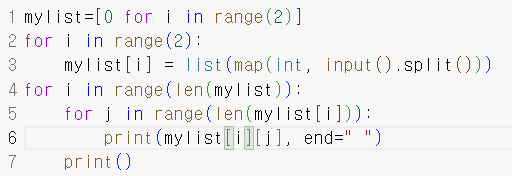 1 mylist=[0 for i in range(2)]
2 for i in range(2):
3     mylist[i] = list(map(int, input().split()))
4 for i in range(len(mylist)):
5     for j in range(len(mylist[i])):
6         print(mylist[i][j], end=" ")
7     print()